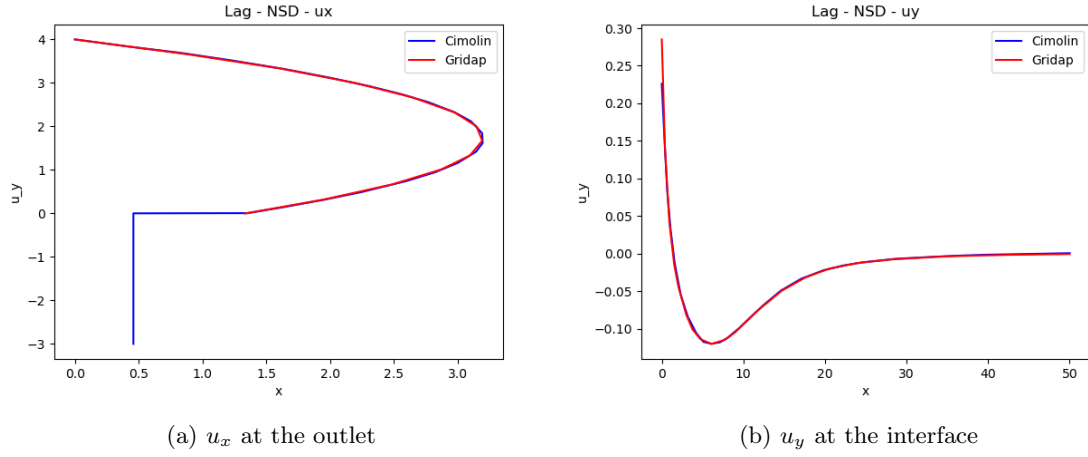 Lag - NSD - ux
4
3
2
1
0
−1
−2
−3
u_y
0.0 0.5 1.0 1.5 2.0 2.5 3.0
x
Cimolin
Gridap
(a) u_x at the outlet
Lag - NSD - uy
0.30
0.25
0.20
0.15
0.10
0.05
0.00
−0.05
−0.10
u_y
0 10 20 30 40 50
x
Cimolin
Gridap
(b) u_y at the interface